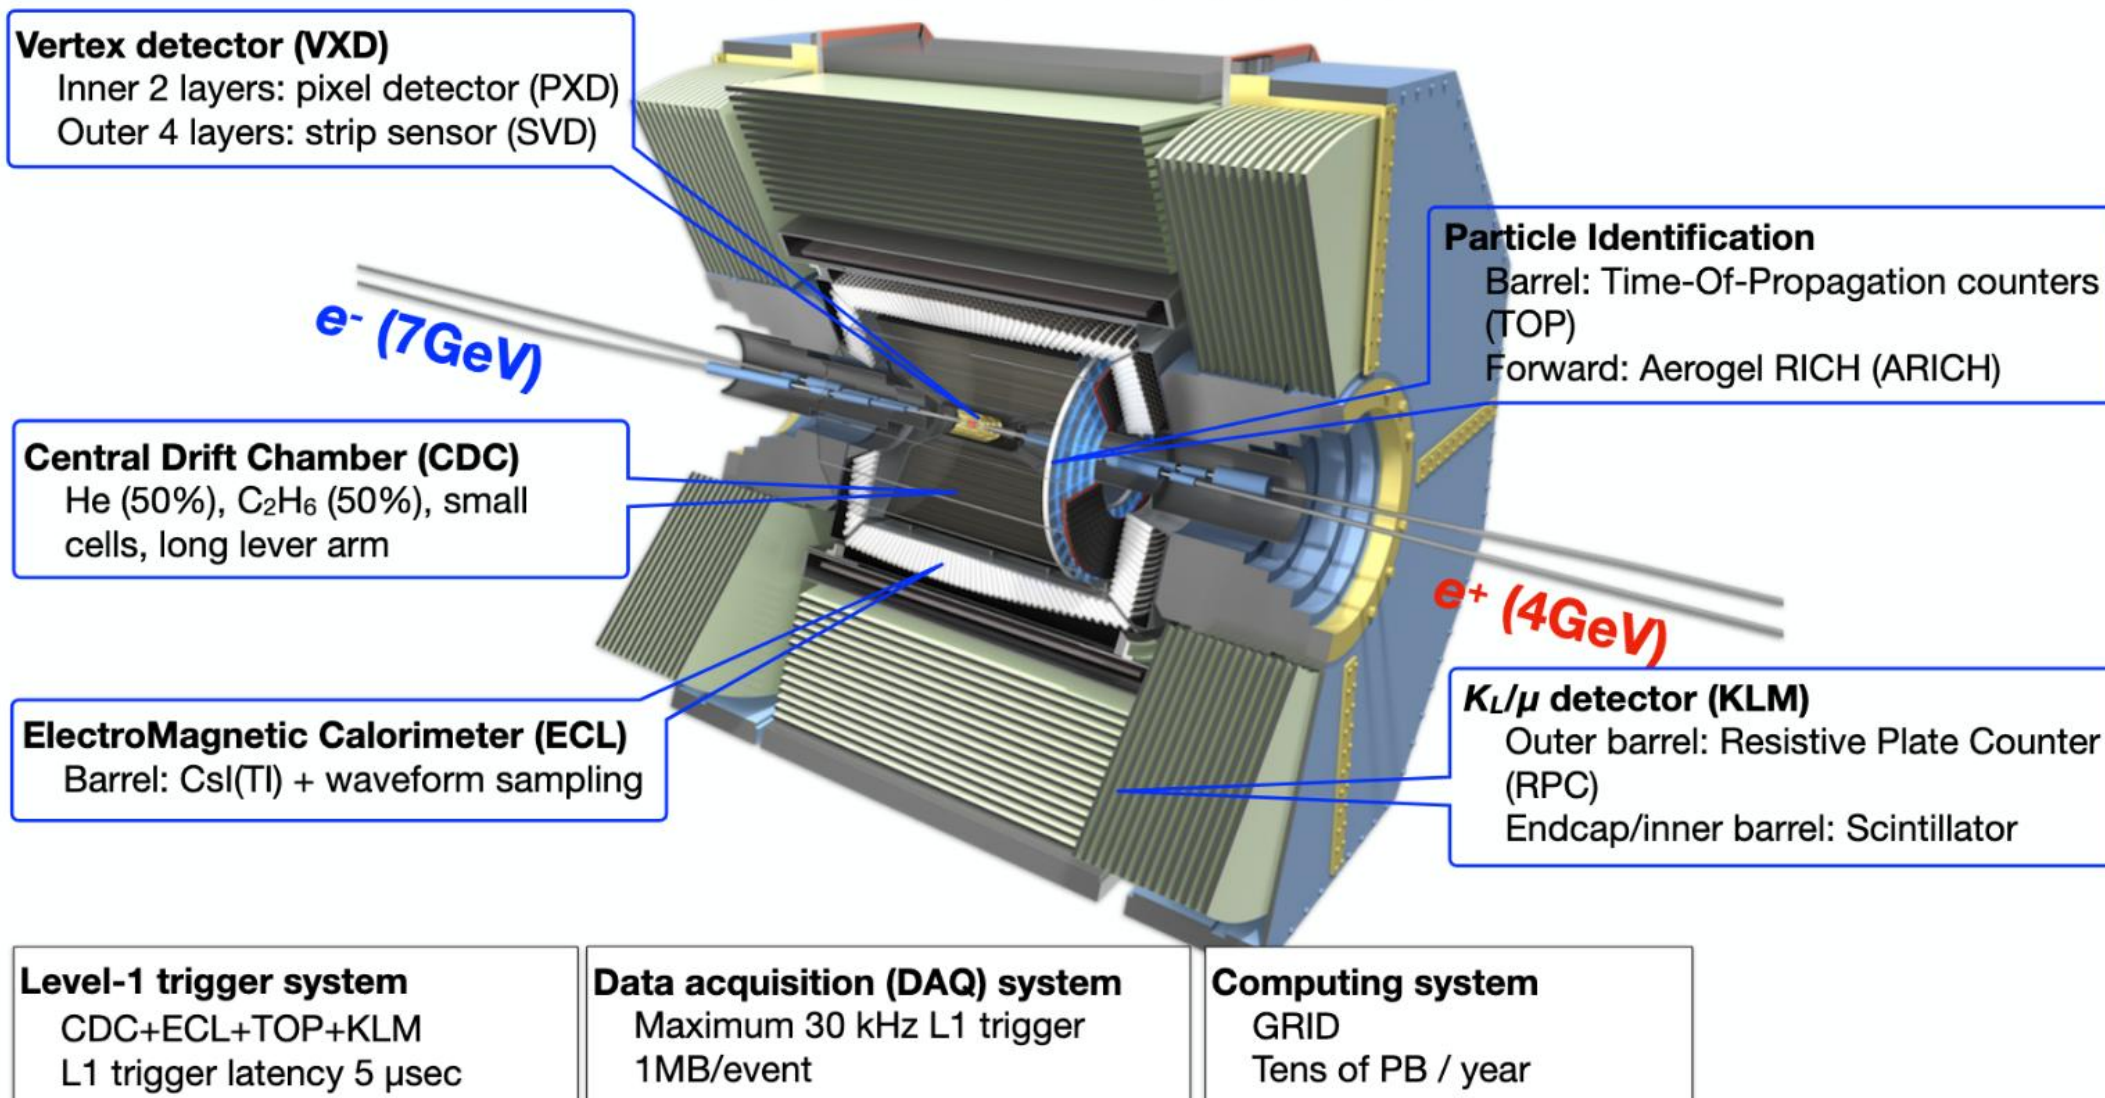 Vertex detector (VXD)
Inner 2 layers: pixel detector (PXD)
Outer 4 layers: strip sensor (SVD)
Particle Identification
Barrel: Time-Of-Propagation counters
(TOP)
Forward: Aerogel RICH (ARICH)
e⁻ (7GeV)
Central Drift Chamber (CDC)
He (50%), C₂H₆ (50%), small
cells, long lever arm
e⁺ (4GeV)
ElectroMagnetic Calorimeter (ECL)
Barrel: CsI(Tl) + waveform sampling
K_L/μ detector (KLM)
Outer barrel: Resistive Plate Counter
(RPC)
Endcap/inner barrel: Scintillator
Level-1 trigger system
CDC+ECL+TOP+KLM
L1 trigger latency 5 μsec
Data acquisition (DAQ) system
Maximum 30 kHz L1 trigger
1MB/event
Computing system
GRID
Tens of PB / year